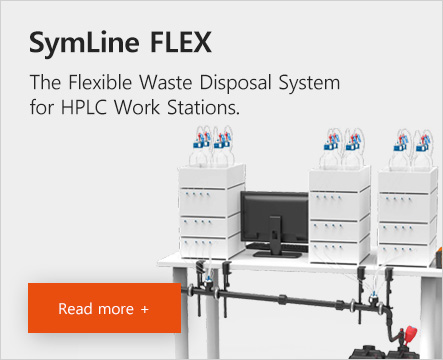 SymLine FLEX
The Flexible Waste Disposal System
for HPLC Work Stations.
Read more +